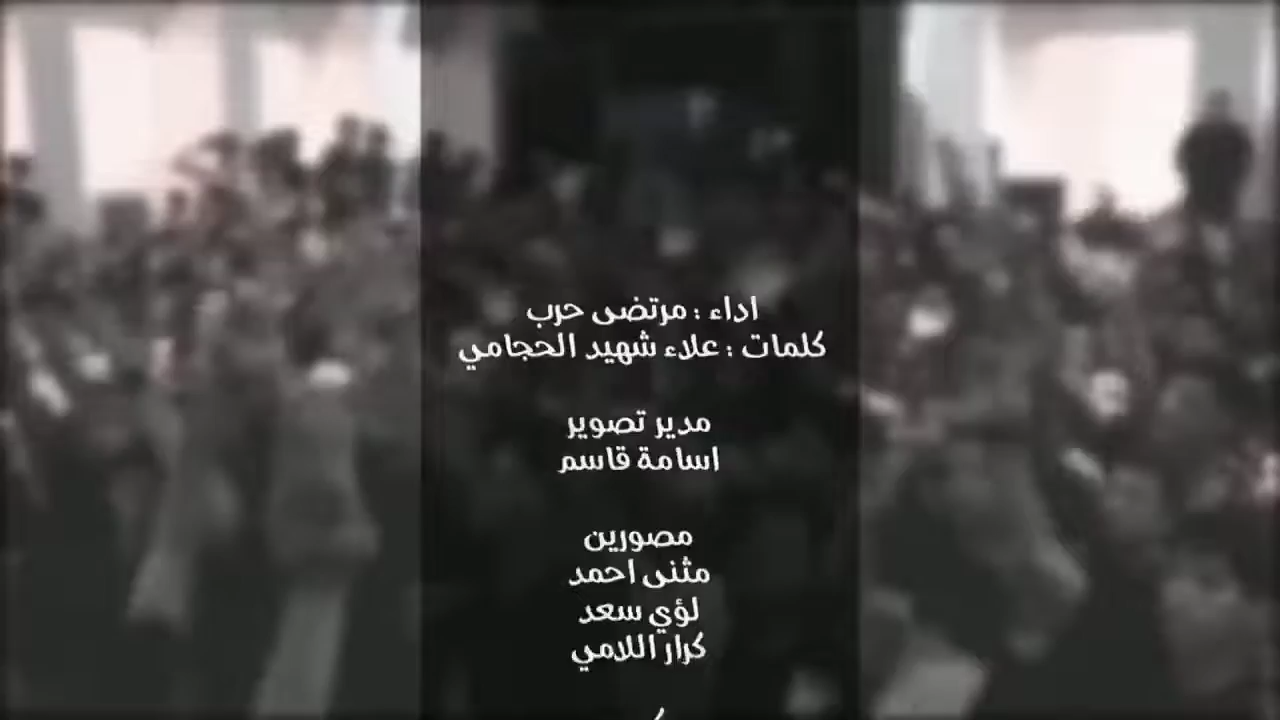 اداء : مرتضى حرب
كلمات : علاء شهيد الحجامي
مدير تصوير
اسامة قاسم
مصورين
مثنى احمد
لؤي سعد
كرار اللامي